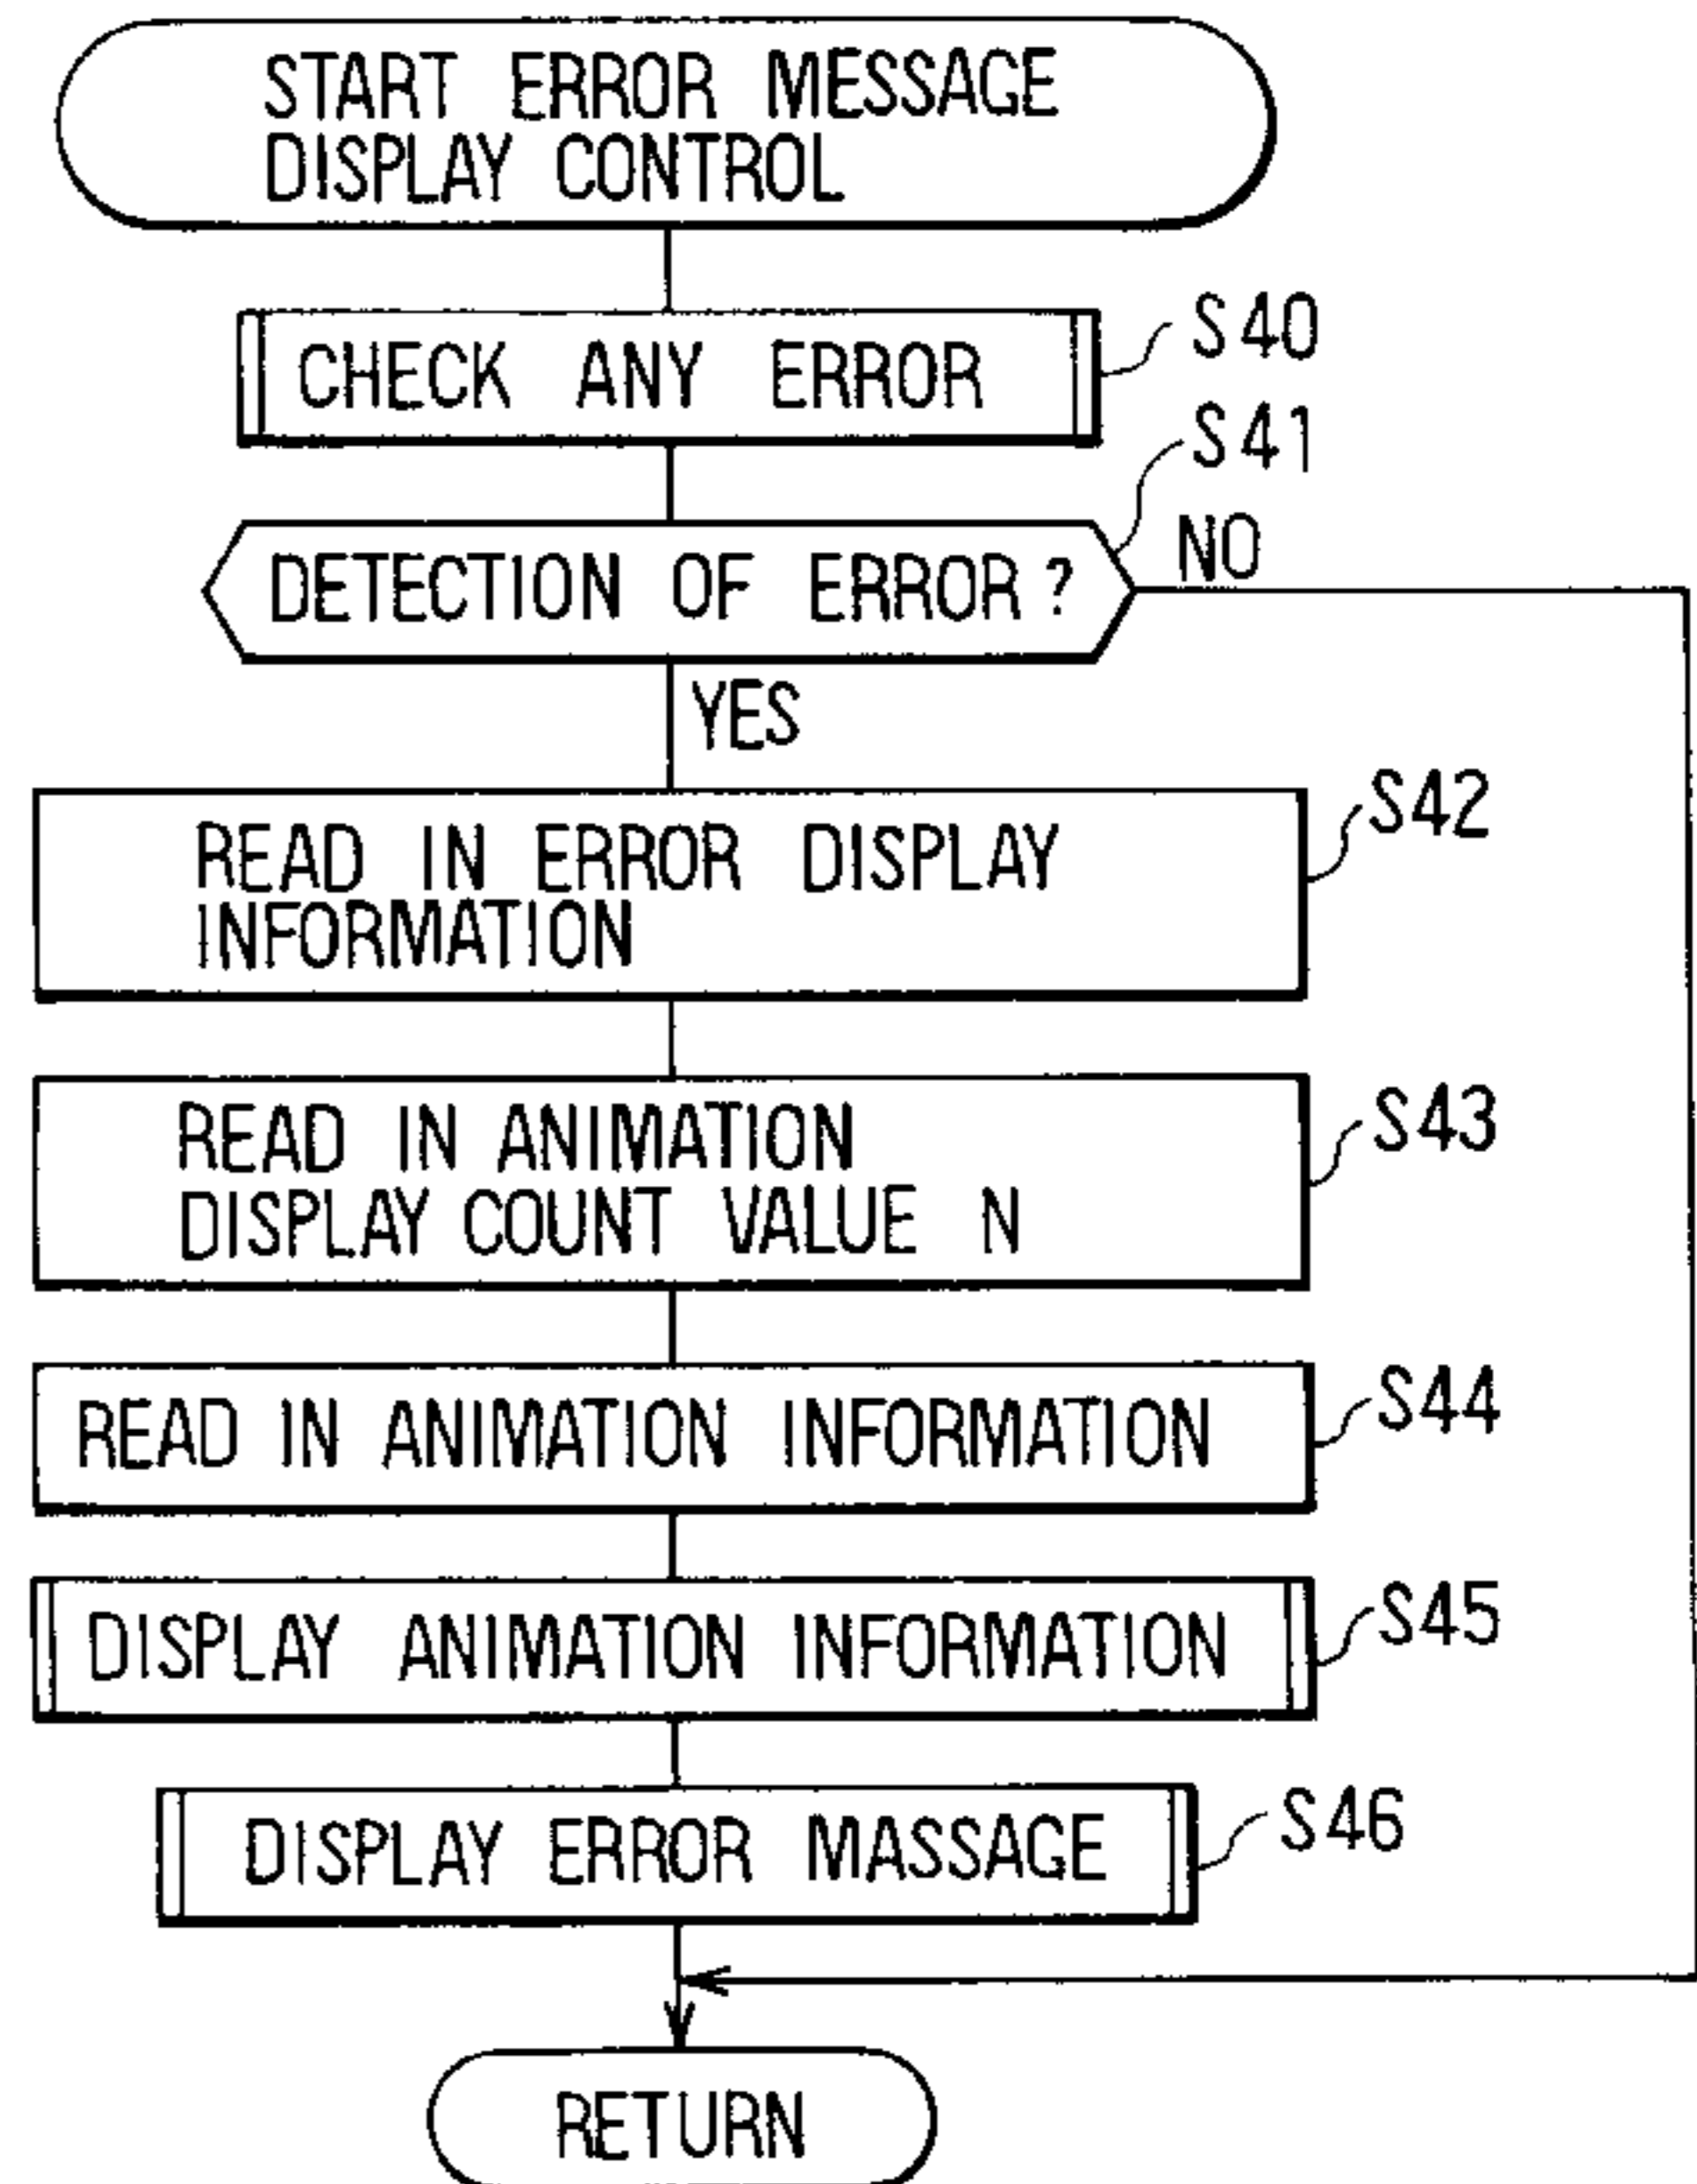 START ERROR MESSAGE
DISPLAY CONTROL
CHECK ANY ERROR
S40
S41
DETECTION OF ERROR?
NO
YES
S42
READ IN ERROR DISPLAY
INFORMATION
S43
READ IN ANIMATION
DISPLAY COUNT VALUE N
READ IN ANIMATION INFORMATION
S44
DISPLAY ANIMATION INFORMATION
S45
DISPLAY ERROR MASSAGE
S46
RETURN